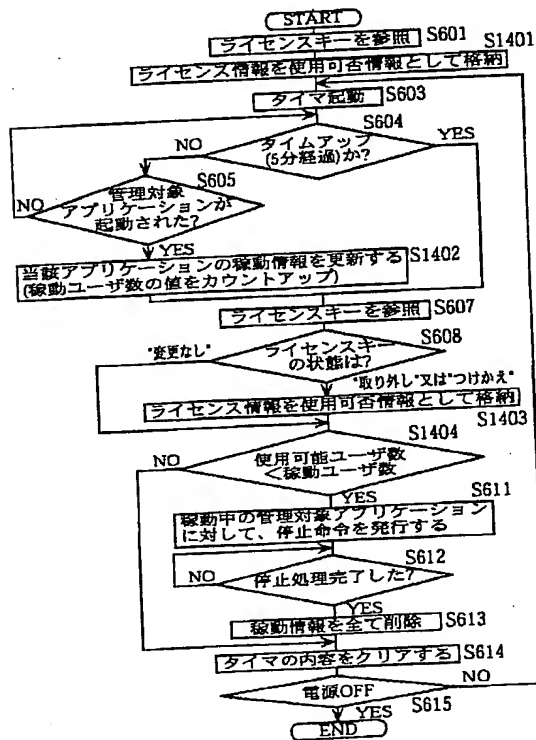 START
ライセンスキーを参照 S601
S1401
ライセンス情報を使用可否情報として格納
タイマ起動 S603
S604
NO タイムアップ YES
(5分経過)か?
S605
管理対象
NO アプリケーションが
起動された?
YES
S1402
当該アプリケーションの稼動情報を更新する
(稼動ユーザ数の値をカウントアップ)
ライセンスキーを参照 S607
S608
"変更なし" ライセンスキー
の状態は?
"取り外し"又は"つけかえ"
ライセンス情報を使用可否情報として格納
S1403
S1404
NO 使用可能ユーザ数
<稼動ユーザ数
YES
S611
稼動中の管理対象アプリケーション
に対して、停止命令を発行する
S612
NO 停止処理完了した?
YES
稼動情報を全て削除 S613
タイマの内容をクリアする S614
電源OFF NO
YES S615
END